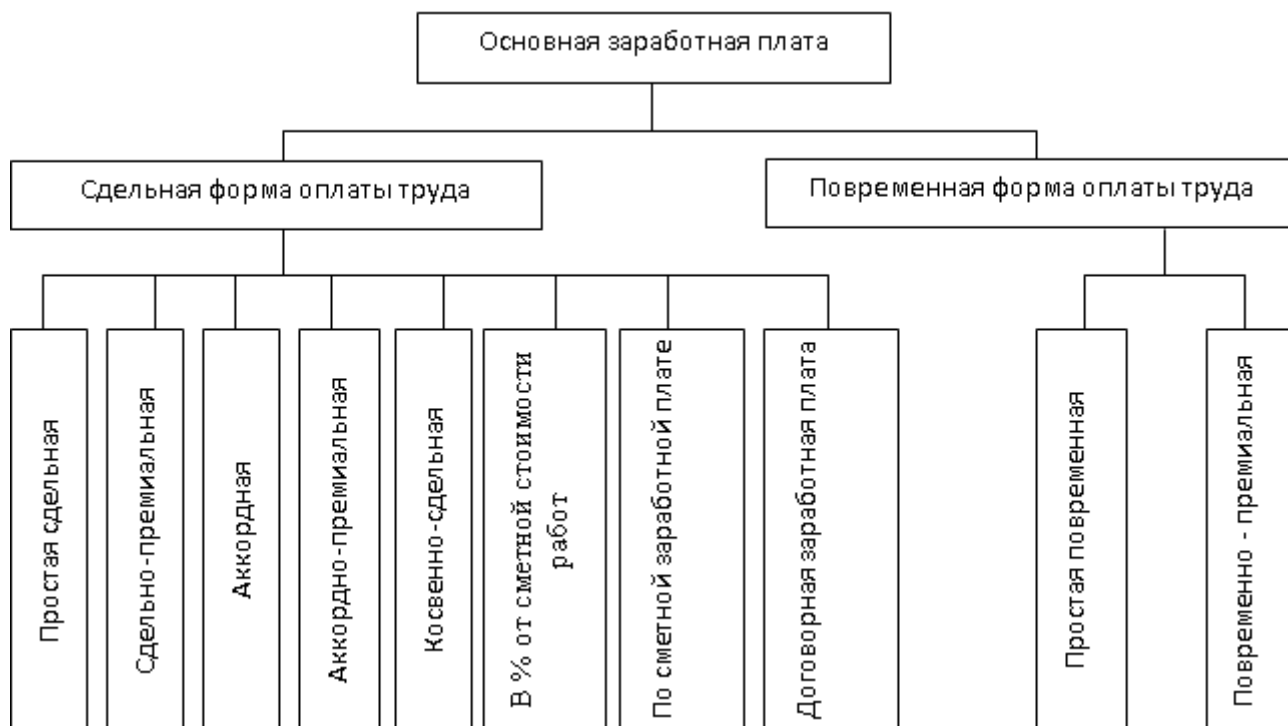 Основная заработная плата
Сдельная форма оплаты труда
Повременная форма оплаты труда
Простая сдельная
Сдельно-премиальная
Аккордная
Аккордно-премиальная
Косвенно-сдельная
В % от сметной стоимости
работ
По сметной заработной плате
Договорная заработная плата
Простая повременная
Повременно - премиальная